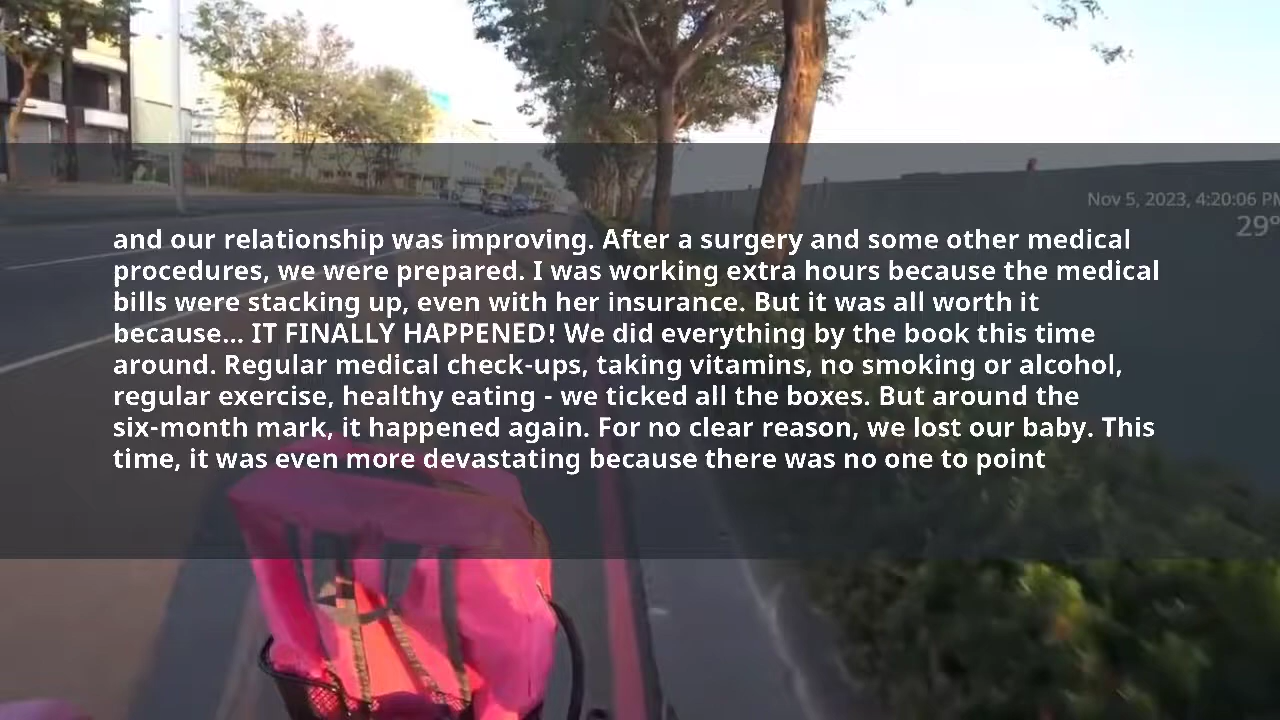 Nov 5, 2023, 4:20:06 PM
29°
and our relationship was improving. After a surgery and some other medical
procedures, we were prepared. I was working extra hours because the medical
bills were stacking up, even with her insurance. But it was all worth it
because... IT FINALLY HAPPENED! We did everything by the book this time
around. Regular medical check-ups, taking vitamins, no smoking or alcohol,
regular exercise, healthy eating - we ticked all the boxes. But around the
six-month mark, it happened again. For no clear reason, we lost our baby. This
time, it was even more devastating because there was no one to point